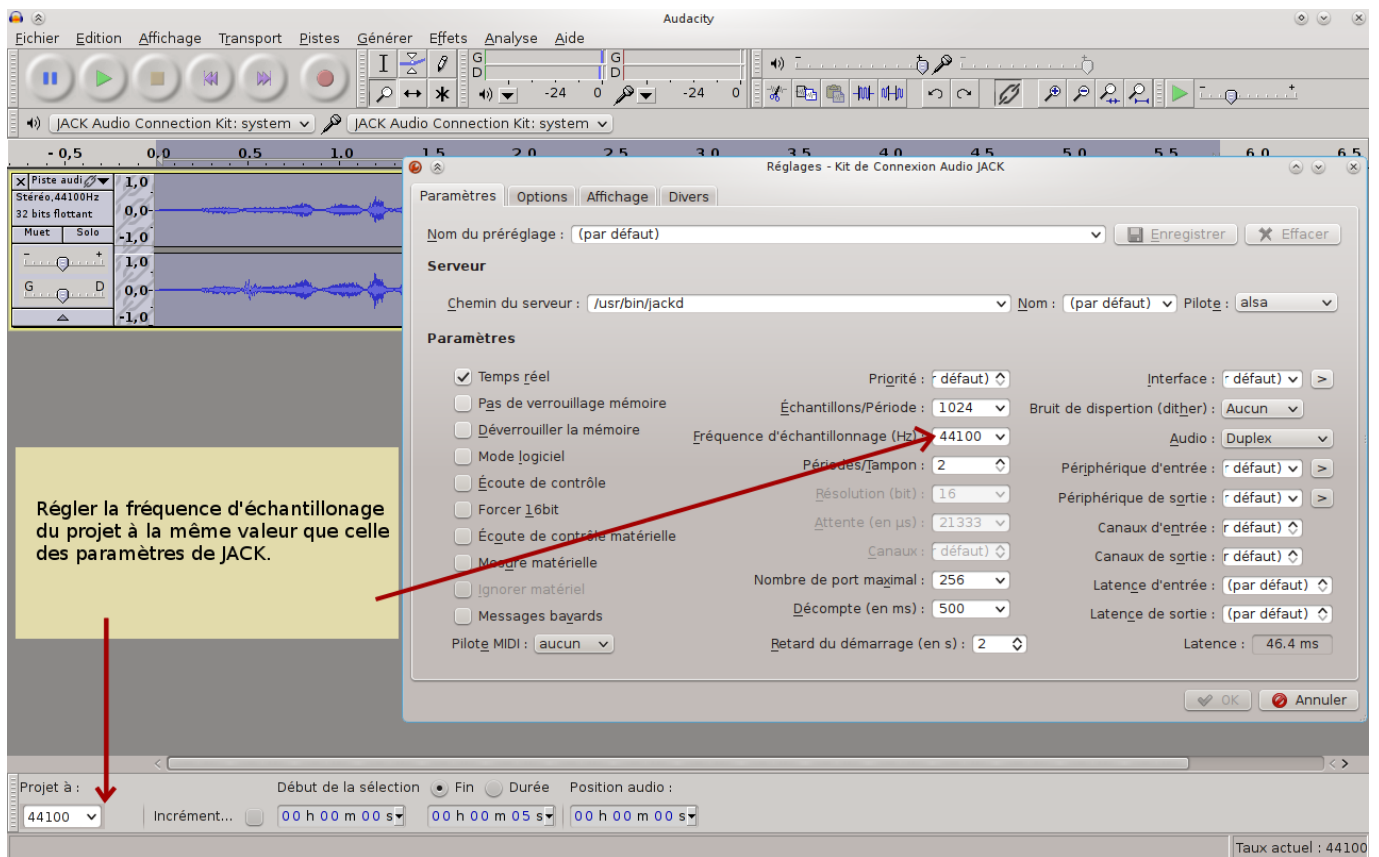 Audacity
Fichier Edition Affichage Transport Pistes Générer Effets Analyse Aide
G D G D
-24 0 -24 0
JACK Audio Connection Kit: system JACK Audio Connection Kit: system
- 0,5 0,0 0,5 1,0 1,5 2,0 2,5 3,0 3,5 4,0 4,5 5,0 5,5 6,0 6,5
Piste audi
Stéréo,44100Hz
32 bits flottant
Muet Solo
- +
G D
1,0
0,0-
-1,0
1,0
0,0-
-1,0
Réglages - Kit de Connexion Audio JACK
Paramètres Options Affichage Divers
Nom du préréglage : (par défaut) Enregistrer Effacer
Serveur
Chemin du serveur : /usr/bin/jackd Nom : (par défaut) Pilote : alsa
Paramètres
Temps réel
Pas de verrouillage mémoire
Déverrouiller la mémoire
Mode logiciel
Écoute de contrôle
Forcer 16bit
Écoute de contrôle matérielle
Mesure matérielle
Ignorer matériel
Messages bavards
Pilote MIDI : aucun
Priorité : r défaut)
Échantillons/Période : 1024
Fréquence d'échantillonnage (Hz) : 44100
Périodes/Tampon : 2
Résolution (bit) : 16
Attente (en µs) : 21333
Canaux : r défaut)
Nombre de port maximal : 256
Décompte (en ms) : 500
Retard du démarrage (en s) : 2
Interface : r défaut) >
Bruit de dispertion (dither) : Aucun
Audio : Duplex
Périphérique d'entrée : r défaut) >
Périphérique de sortie : r défaut) >
Canaux d'entrée : r défaut)
Canaux de sortie : r défaut)
Latence d'entrée : (par défaut)
Latence de sortie : (par défaut)
Latence : 46.4 ms
OK Annuler
Régler la fréquence d'échantillonage
du projet à la même valeur que celle
des paramètres de JACK.
Projet à : Début de la sélection Fin Durée Position audio :
44100 Incrément... 00 h 00 m 00 s 00 h 00 m 05 s 00 h 00 m 00 s
Taux actuel : 44100